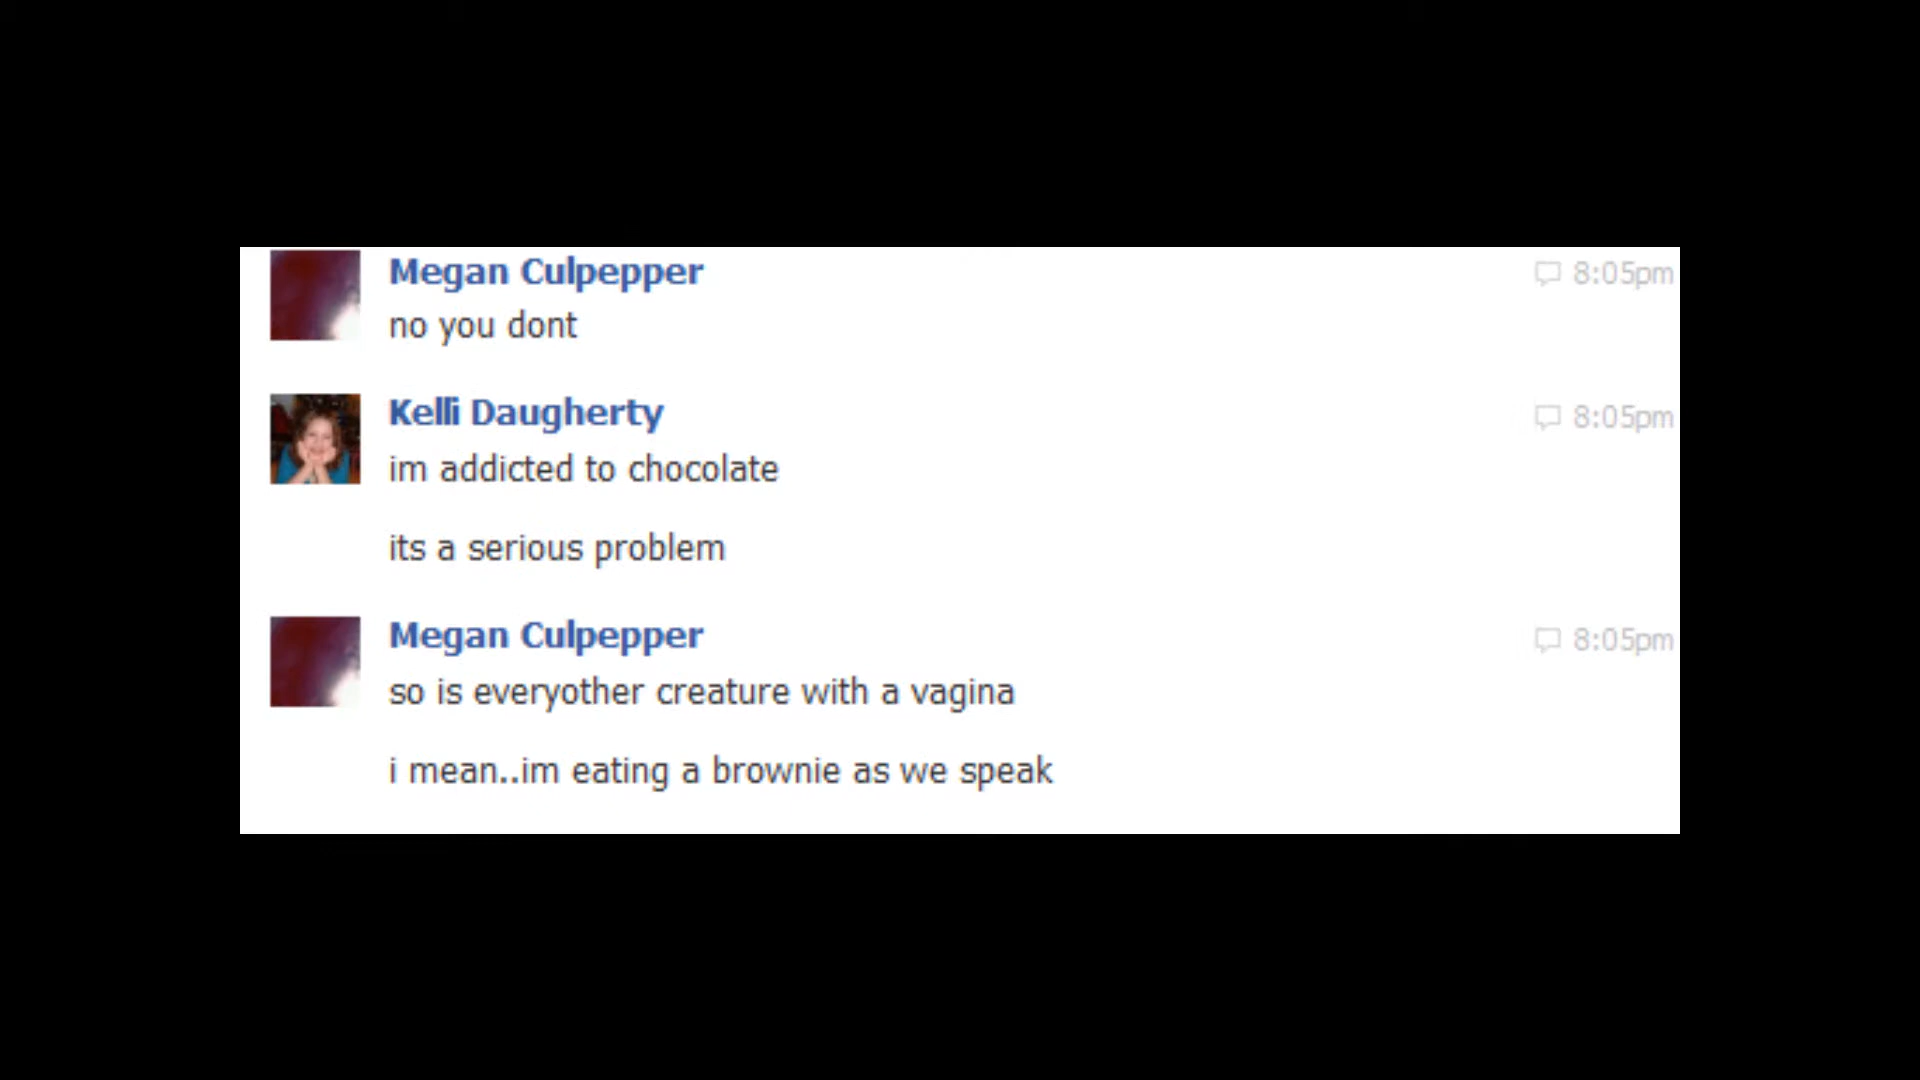 Megan Culpepper 8:05pm
no you dont
Kelli Daugherty 8:05pm
im addicted to chocolate
its a serious problem
Megan Culpepper 8:05pm
so is everyother creature with a vagina
i mean..im eating a brownie as we speak